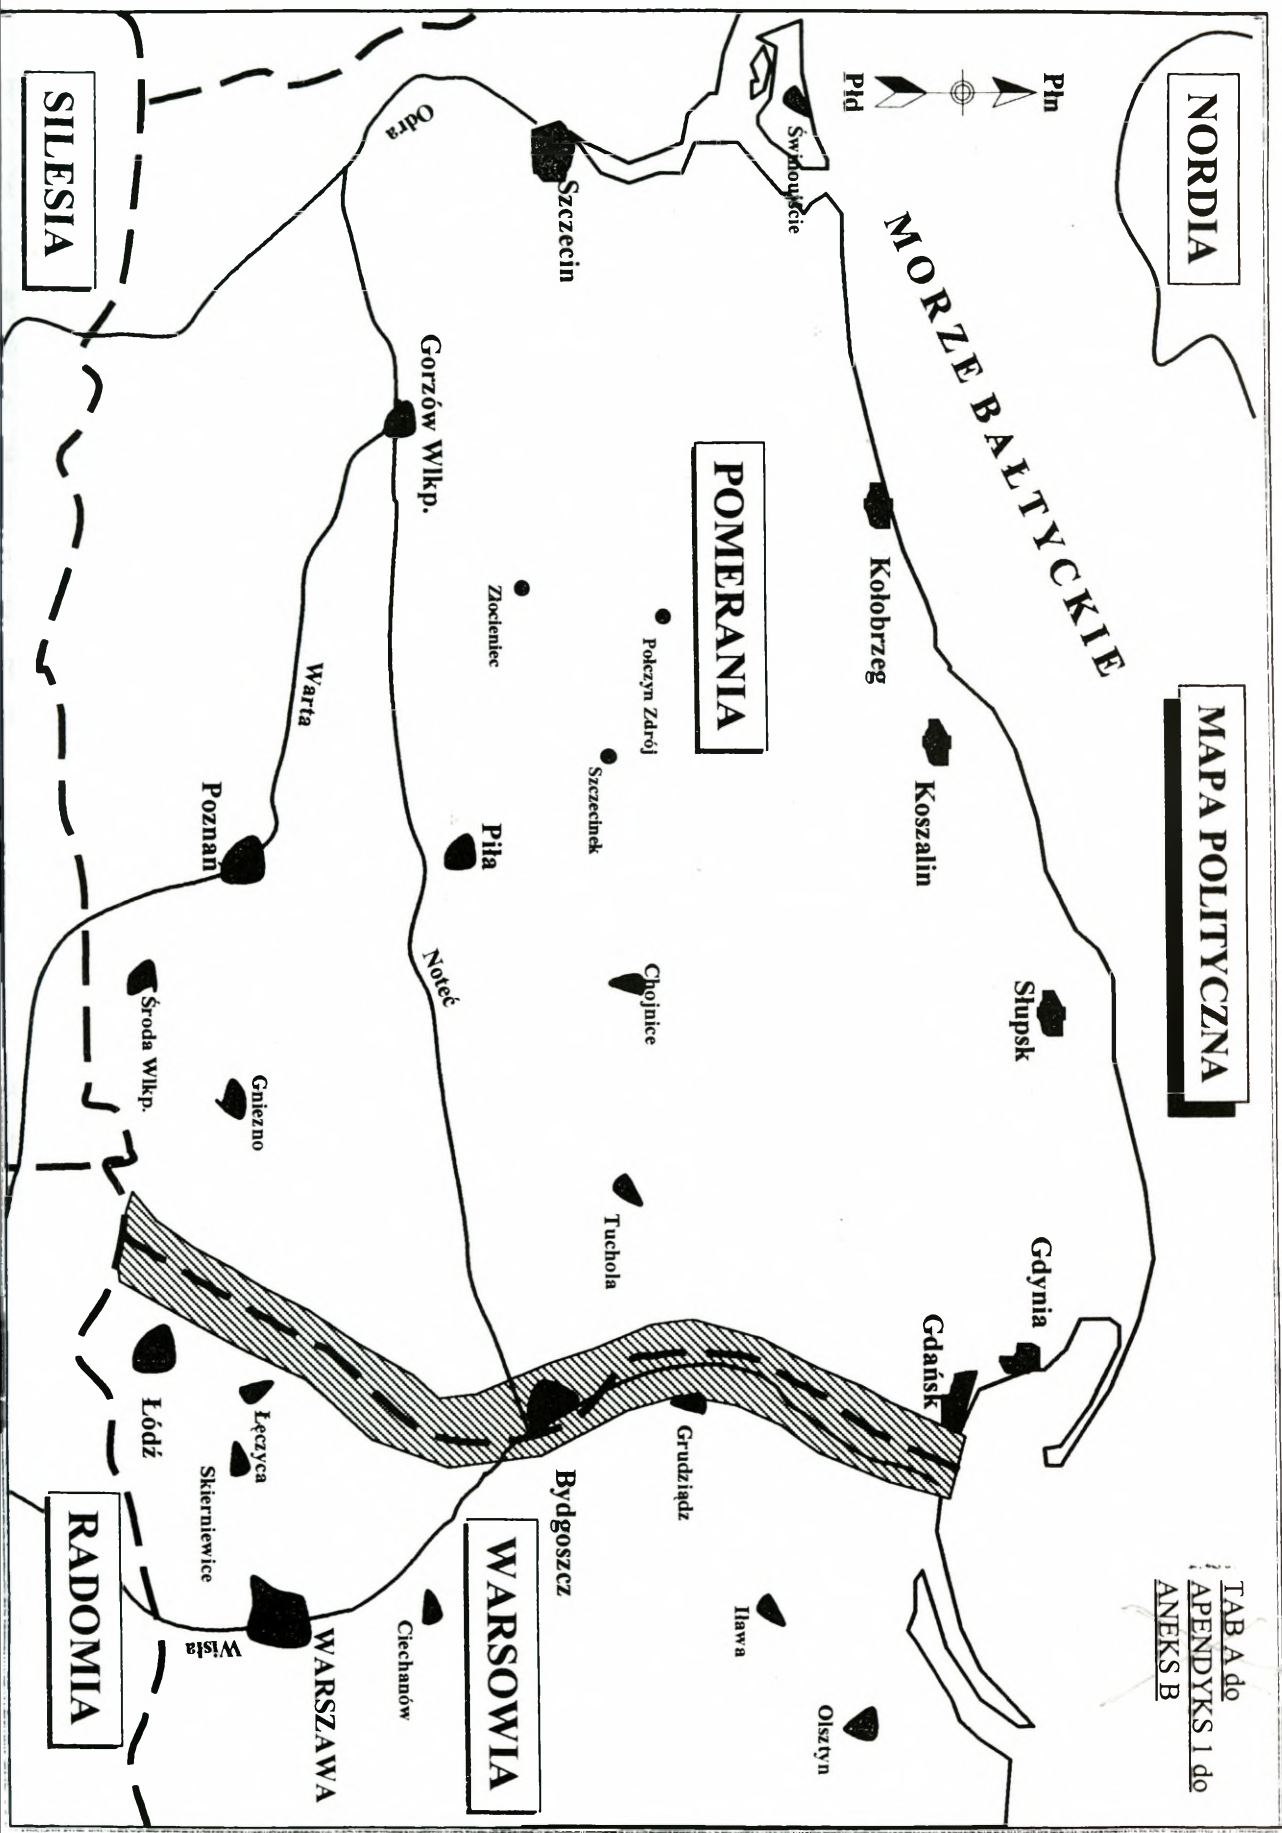 MAPA POLITYCZNA
TAB A do
APENDYKS 1 do
ANEKS B
NORDIA
MORZE BAŁTYCKIE
Płn
Płd
Świnoujście
Szczecin
Odra
SILESIA
POMERANIA
Kołobrzeg
Koszalin
Słupsk
Gdynia
Gdańsk
Połczyn Zdrój
Złocieniec
Szczecinek
Chojnice
Tuchola
Grudziądz
Iława
Olsztyn
Gorzów Wlkp.
Piła
Noteć
Bydgoszcz
WARSOWIA
Ciechanów
Warta
Poznań
Gniezno
Środa Wlkp.
Łęczyca
Skierniewice
Łódź
WARSZAWA
Wisła
RADOMIA